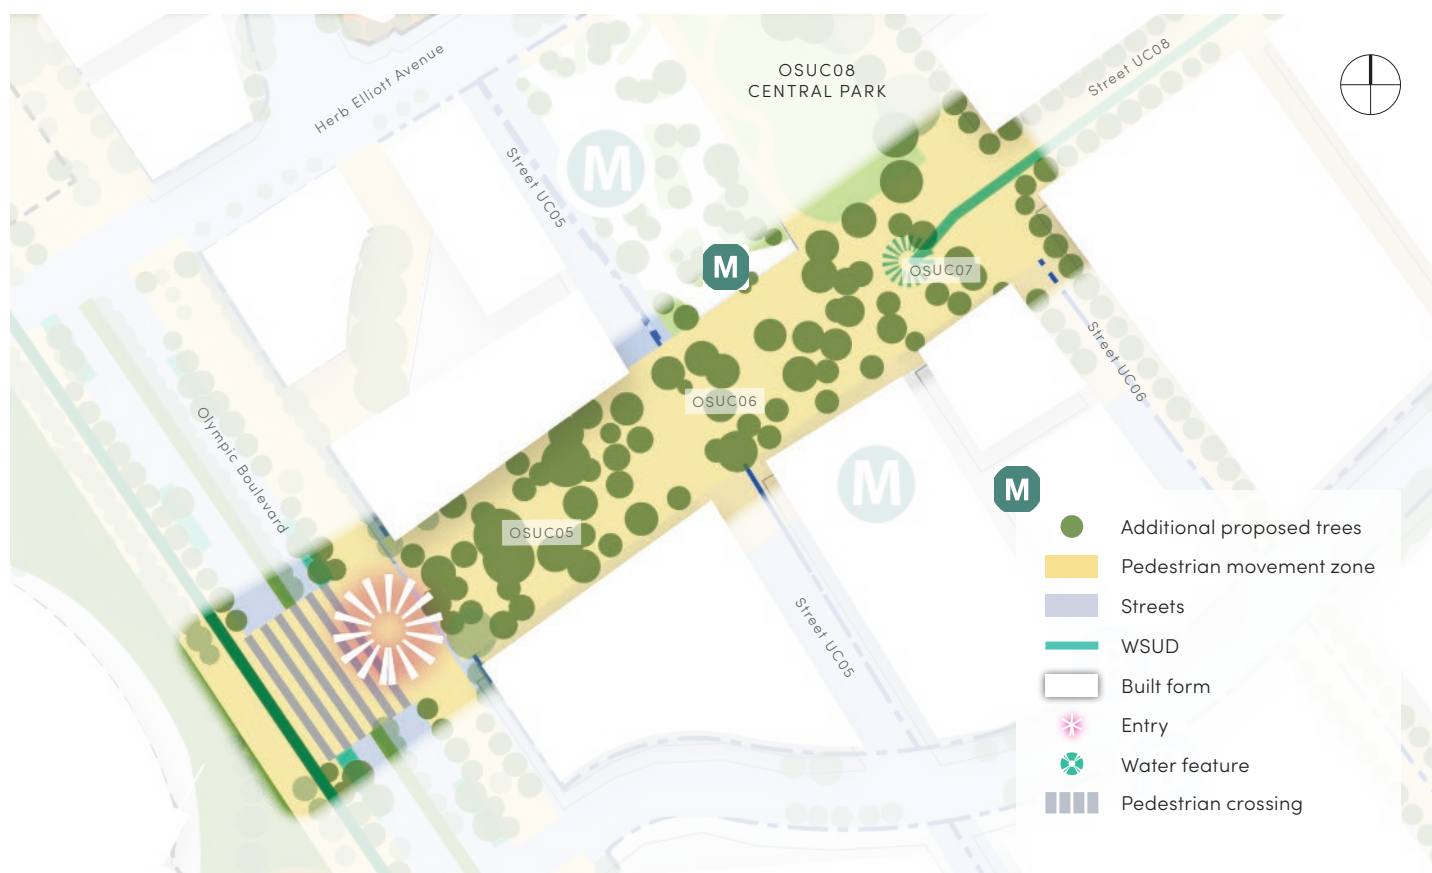 OSUC08
CENTRAL PARK
Street UC08
Herb Elliott Avenue
Street UC05
M
M
OSUC07
Street UC06
OSUC06
Olympic Boulevard
M
M
OSUC05
Street UC05
Additional proposed trees
Pedestrian movement zone
Streets
WSUD
Built form
Entry
Water feature
Pedestrian crossing